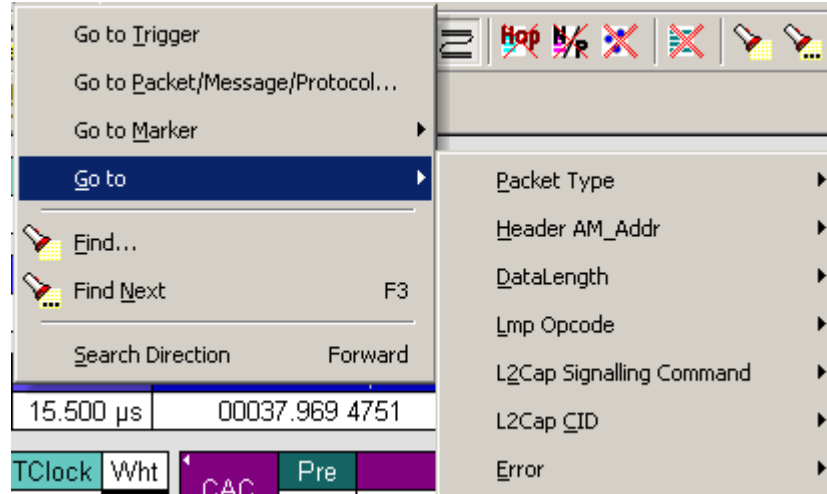 Go to Trigger
Go to Packet/Message/Protocol...
Go to Marker
Go to
Find...
Find Next F3
Search Direction Forward
Hop N/P
Packet Type
Header AM_Addr
DataLength
Lmp Opcode
L2Cap Signalling Command
L2Cap CID
Error
15.500 µs 00037.969 4751
TClock Wht CAC Pre